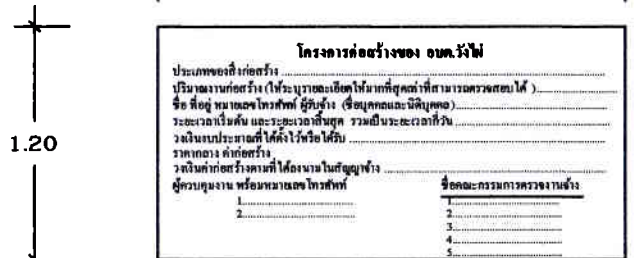 โครงการก่อสร้างของ อบต.วังไผ่
ประเภทของสิ่งก่อสร้าง ........
ปริมาณงานก่อสร้าง (ให้ระบุรายละเอียดให้มากที่สุดเท่าที่สามารถตรวจสอบได้ )........
ชื่อ ที่อยู่ หมายเลขโทรศัพท์ ผู้รับจ้าง (ชื่อบุคคลและนิติบุคคล)........
ระยะเวลาเริ่มต้น และระยะเวลาสิ้นสุด รวมเป็นระยะเวลากี่วัน ........
วงเงินงบประมาณที่ได้ตั้งไว้หรือได้รับ ........
1.20
ราคากลาง ค่าก่อสร้าง
วงเงินค่าก่อสร้างตามที่ได้ลงนามในสัญญาจ้าง ........
ผู้ควบคุมงาน พร้อมหมายเลขโทรศัพท์ ชื่อคณะกรรมการตรวจงานจ้าง
1........ 1........
2........ 2........
3........
4........
5........